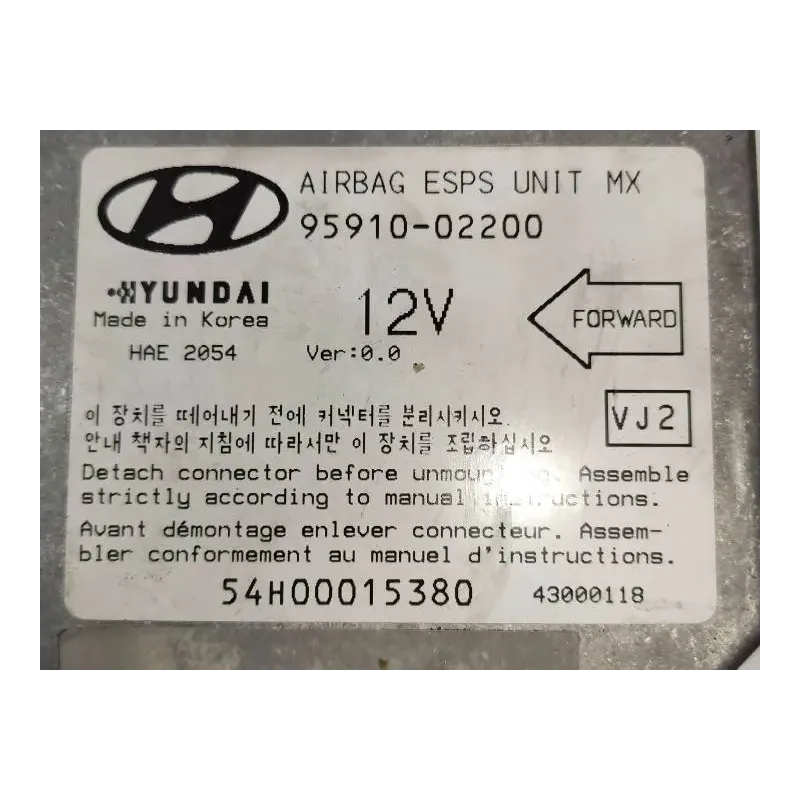 AIRBAG ESPS UNIT MX
95910-02200
HYUNDAI
Made in Korea
12V
FORWARD
HAE 2054
Ver:0.0
이 장치를 떼어내기 전에 커넥터를 분리시키시오
VJ2
안내 책자의 지침에 따라서만 이 장치를 조립하십시오
Detach connector before unmounting. Assemble
strictly according to manual instructions.
Avant démontage enlever connecteur. Assem-
bler conformement au manuel d'instructions.
54H00015380
43000118